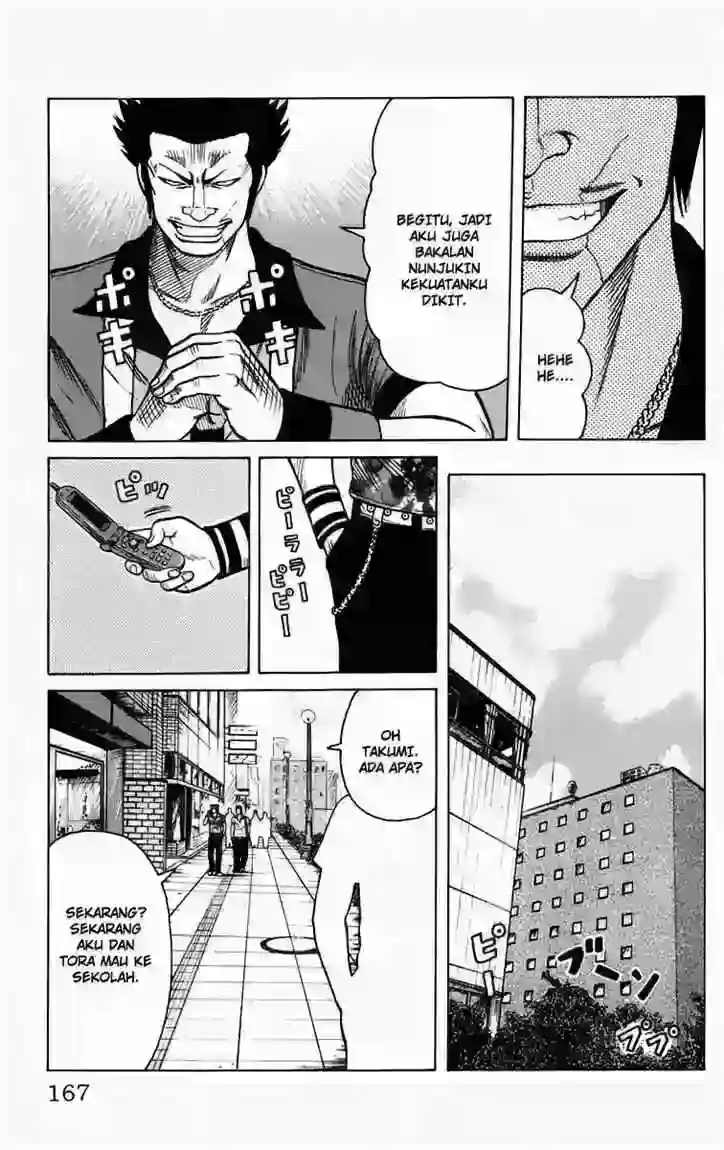 HEHE
HE....
BEGITU, JADI
AKU JUGA
BAKALAN
NUNJUKIN
KEKUATANKU
DIKIT.
ポキ
ポキ
ピー
ブーン
ププ
ピーララー
ピピピー
ピッ
OH
TAKUMI.
ADA APA?
SEKARANG?
SEKARANG
AKU DAN
TORA MAU KE
SEKOLAH.
167